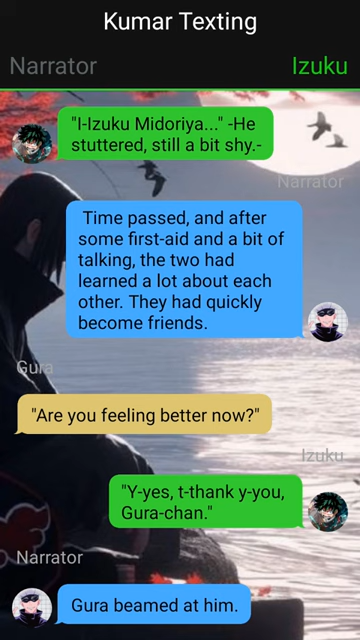 Kumar Texting
Narrator
Izuku
"I-Izuku Midoriya..." -He
stuttered, still a bit shy.-
Narrator
Time passed, and after
some first-aid and a bit of
talking, the two had
learned a lot about each
other. They had quickly
become friends.
Gura
"Are you feeling better now?"
Izuku
"Y-yes, t-thank y-you,
Gura-chan."
Narrator
Gura beamed at him.